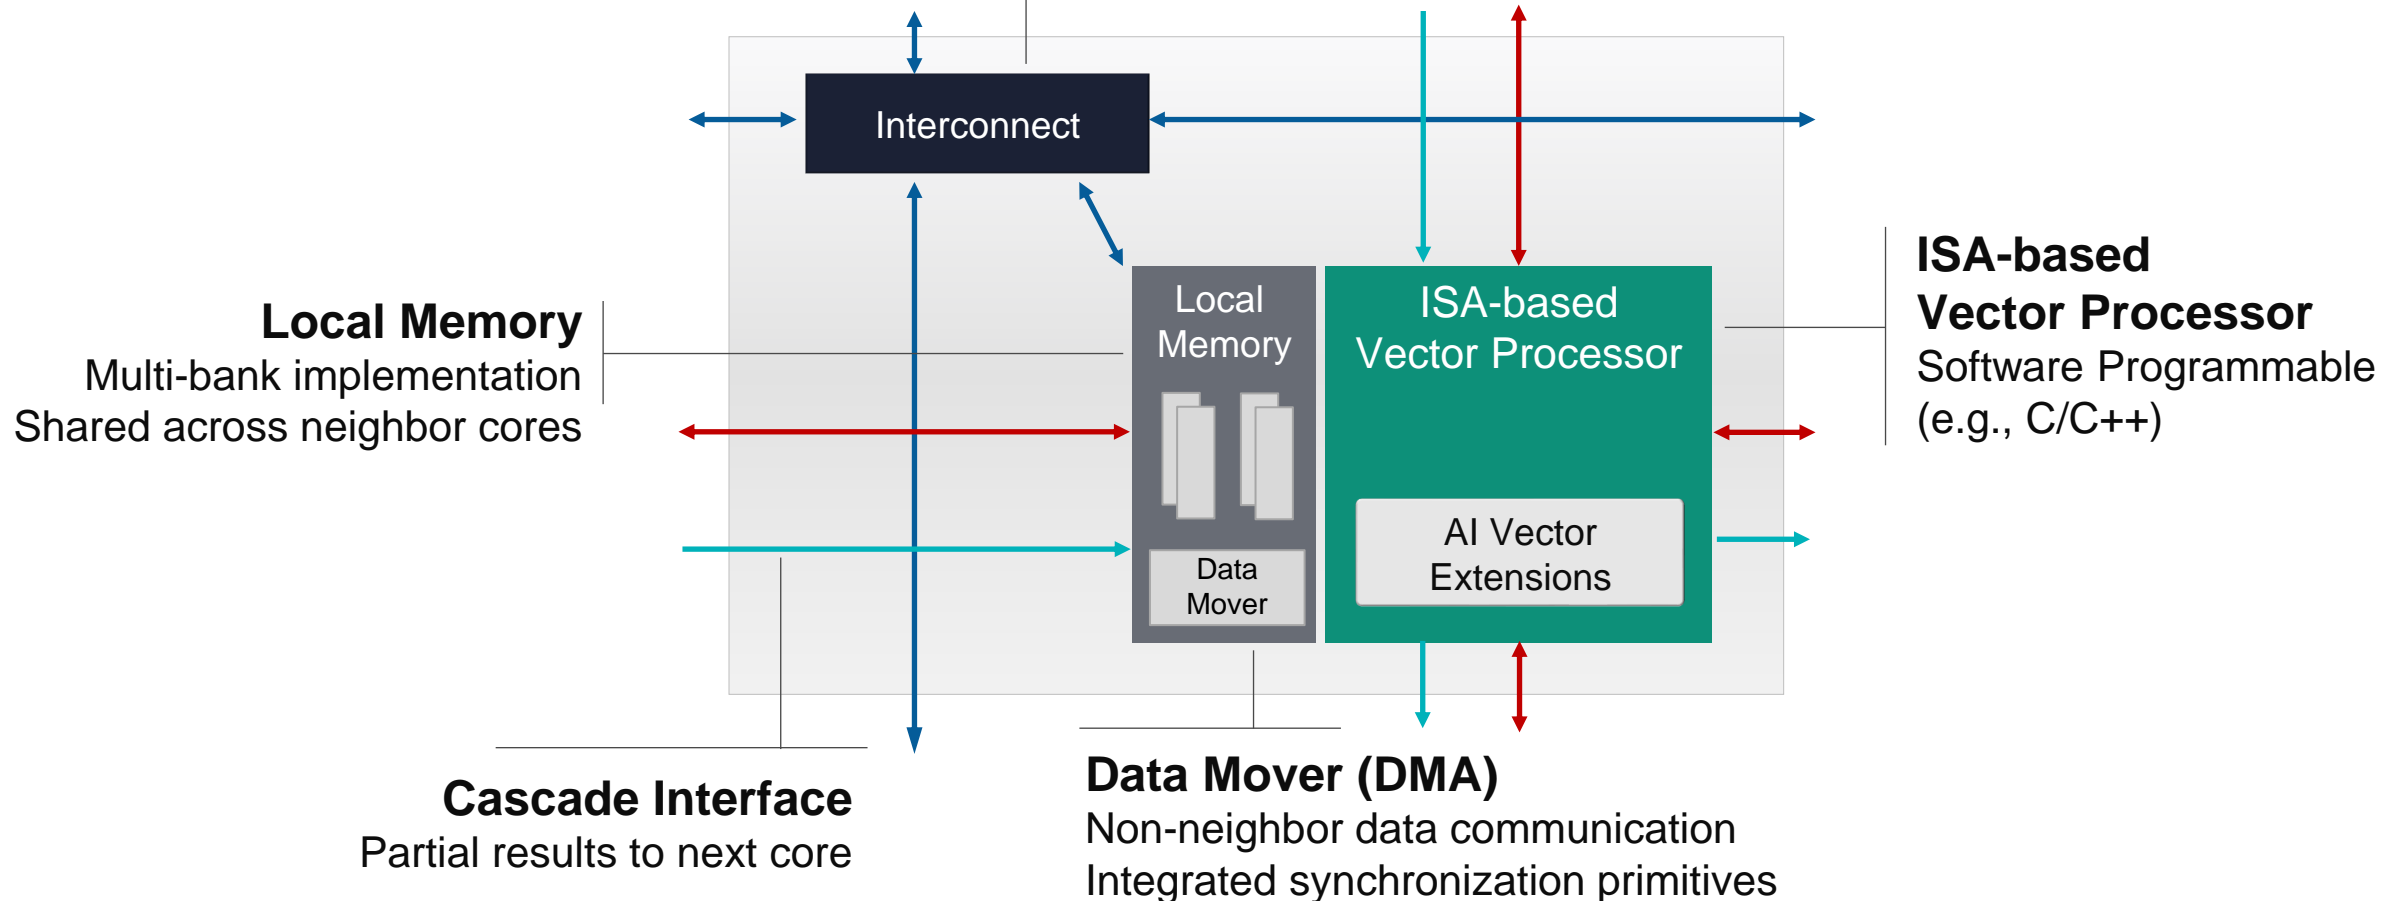 Interconnect
Local Memory
Multi-bank implementation
Shared across neighbor cores
Local
Memory
Data
Mover
ISA-based
Vector Processor
AI Vector
Extensions
ISA-based
Vector Processor
Software Programmable
(e.g., C/C++)
Cascade Interface
Partial results to next core
Data Mover (DMA)
Non-neighbor data communication
Integrated synchronization primitives